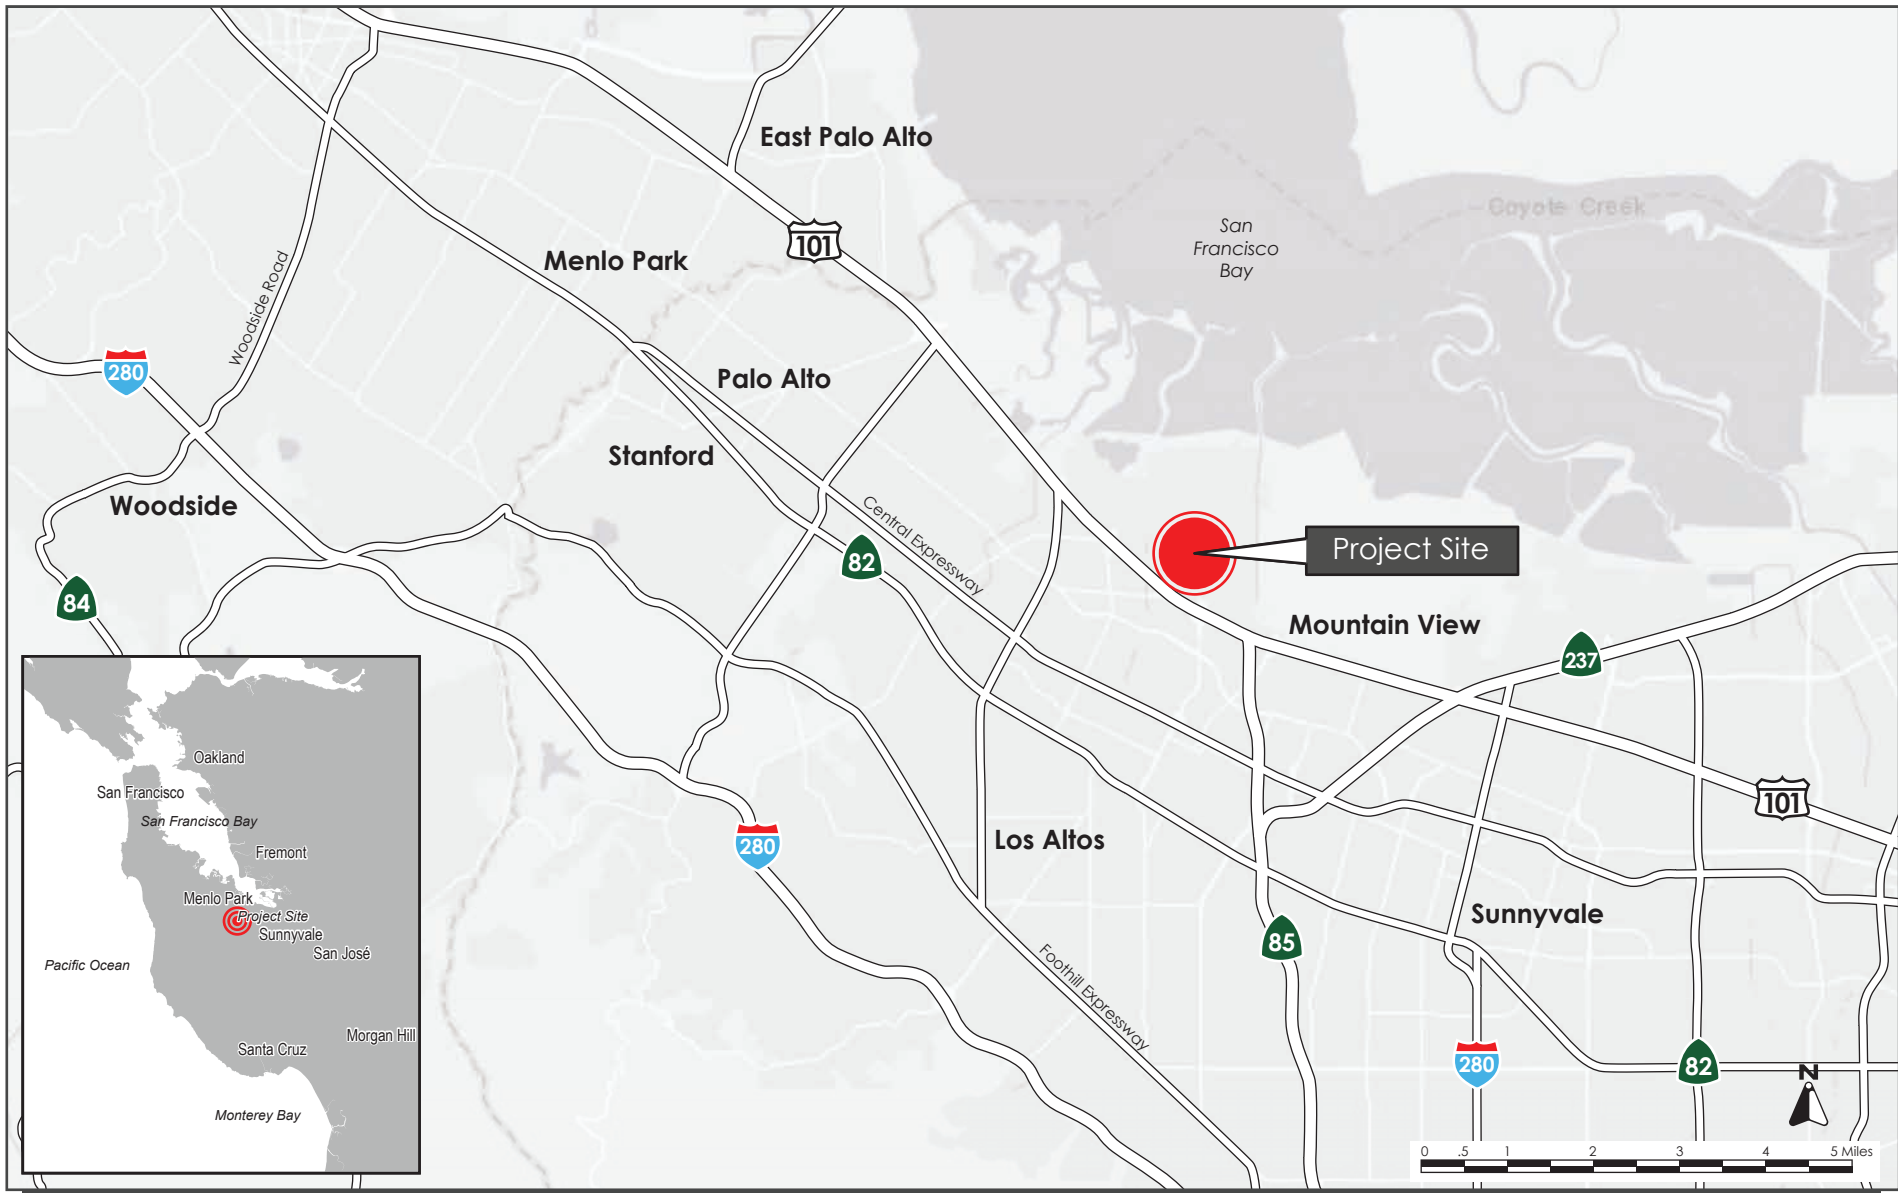 East Palo Alto
101
Coyote Creek
San
Francisco
Bay
Menlo Park
Woodside Road
280
Palo Alto
Stanford
Woodside
Central Expressway
82
Project Site
84
Mountain View
237
101
Los Altos
280
Sunnyvale
85
Foothill Expressway
280
82
N
0 .5 1 2 3 4 5 Miles
Oakland
San Francisco
San Francisco Bay
Fremont
Menlo Park
Project Site
Sunnyvale
San José
Pacific Ocean
Morgan Hill
Santa Cruz
Monterey Bay